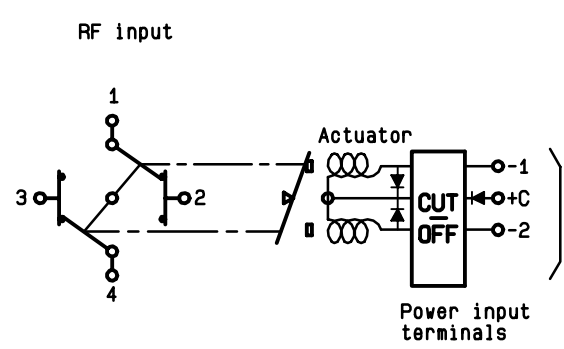 RF input
1
Actuator
-1
3
2
CUT
+C
OFF
-2
4
Power input
terminals